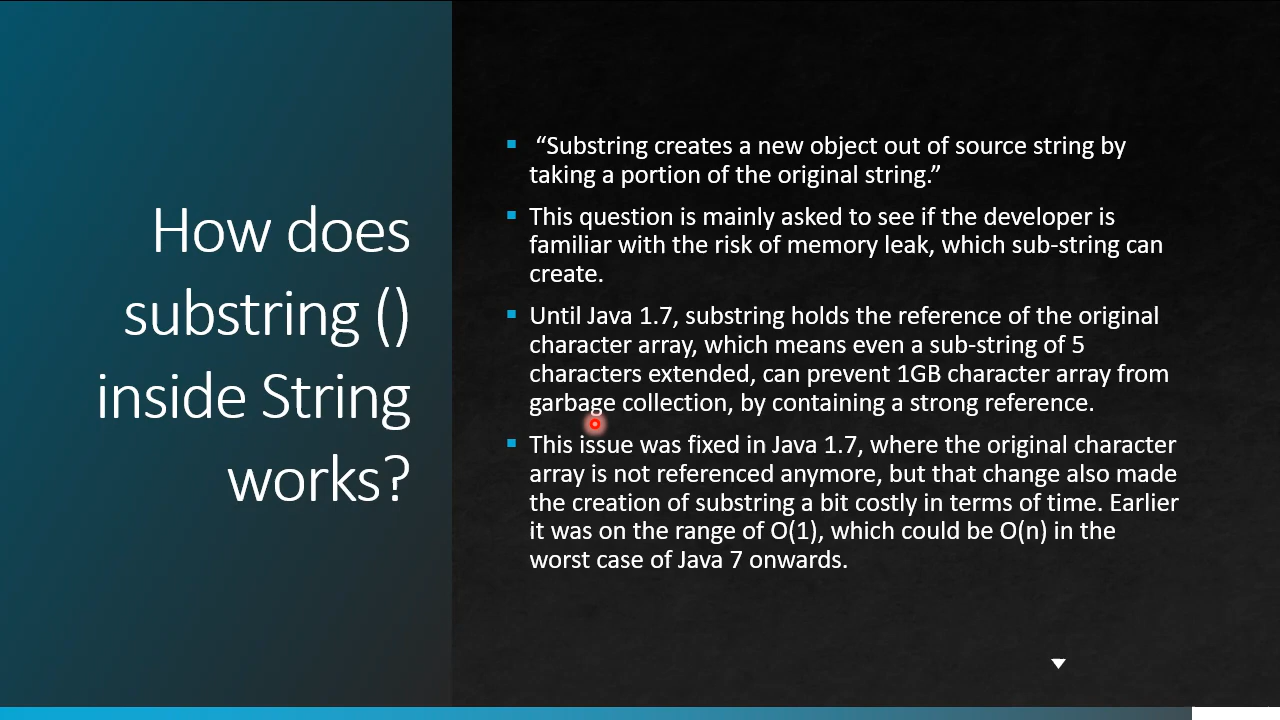 How does
substring ()
inside String
works?
“Substring creates a new object out of source string by
taking a portion of the original string.”
This question is mainly asked to see if the developer is
familiar with the risk of memory leak, which sub-string can
create.
Until Java 1.7, substring holds the reference of the original
character array, which means even a sub-string of 5
characters extended, can prevent 1GB character array from
garbage collection, by containing a strong reference.
This issue was fixed in Java 1.7, where the original character
array is not referenced anymore, but that change also made
the creation of substring a bit costly in terms of time. Earlier
it was on the range of O(1), which could be O(n) in the
worst case of Java 7 onwards.